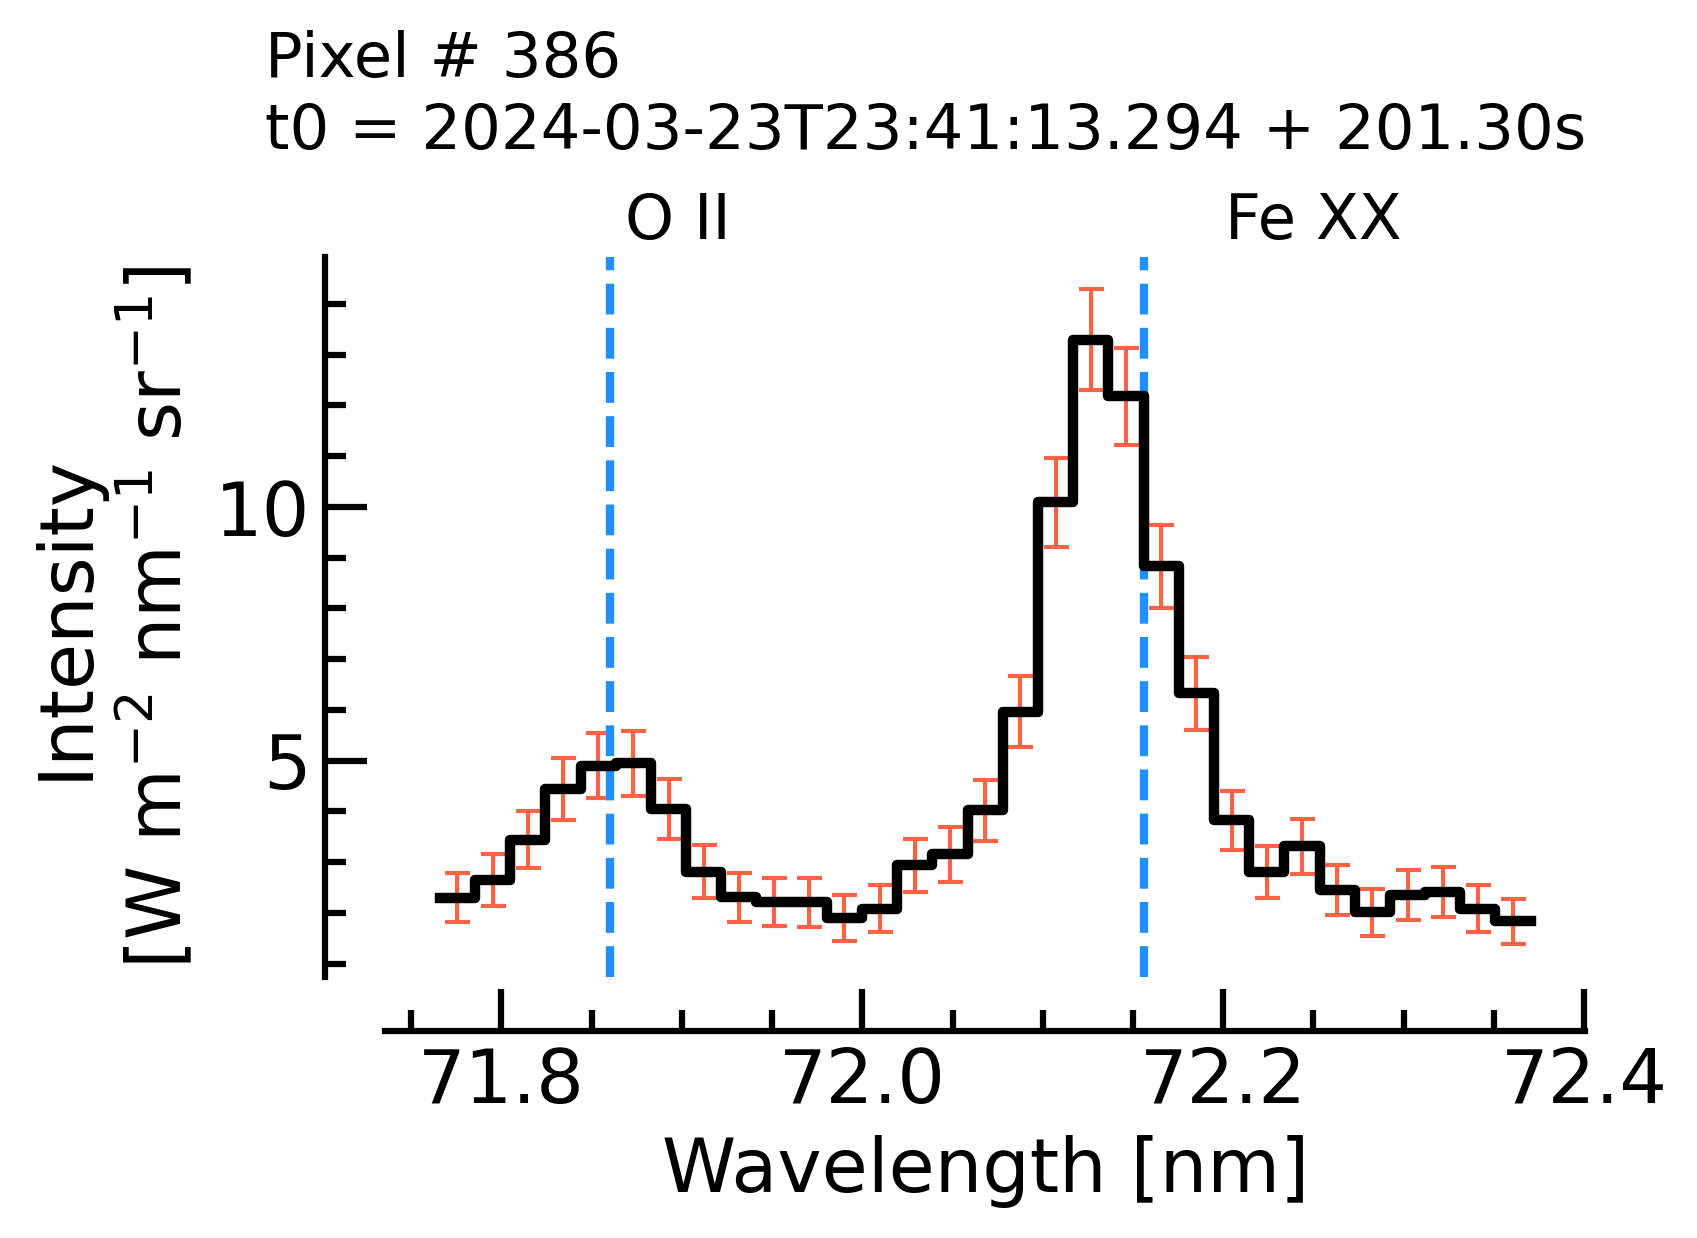 Pixel # 386
t0 = 2024-03-23T23:41:13.294 + 201.30s
O II
Fe XX
Intensity
[W m⁻² nm⁻¹ sr⁻¹]
10
5
71.8
72.0
72.2
72.4
Wavelength [nm]